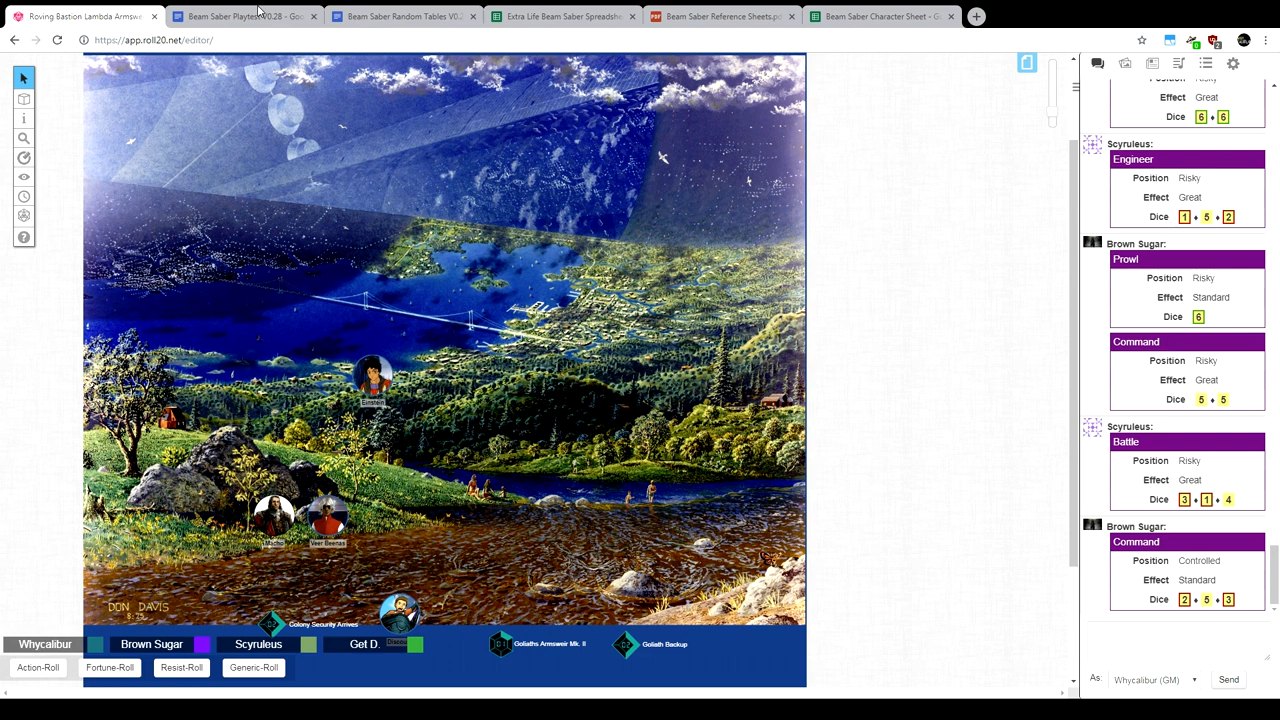 Roving Bastion Lambda Armswe
Beam Saber Playtest V0.28 - Goo
Beam Saber Random Tables V0.2
Extra Life Beam Saber Spreadshe
Beam Saber Reference Sheets.pd
Beam Saber Character Sheet - Go
https://app.roll20.net/editor/
Risky
Effect Great
Dice 6 ♦ 6
Scyruleus:
Engineer
Position Risky
Effect Great
Dice 1 ♦ 5 ♦ 2
Brown Sugar:
Prowl
Position Risky
Effect Standard
Dice 6
Command
Position Risky
Effect Great
Dice 5 ♦ 5
Scyruleus:
Battle
Position Risky
Effect Great
Dice 3 ♦ 1 ♦ 4
Brown Sugar:
Command
Position Controlled
Effect Standard
Dice 2 ♦ 5 ♦ 3
Einstein
Macho
Veer Beenas
DON DAVIS
Colony Security Arrives
Whycalibur
Brown Sugar
Scyruleus
Get D.
Goliaths Armsweir Mk. II
Goliath Backup
Action-Roll
Fortune-Roll
Resist-Roll
Generic-Roll
As: Whycalibur (GM)
Send